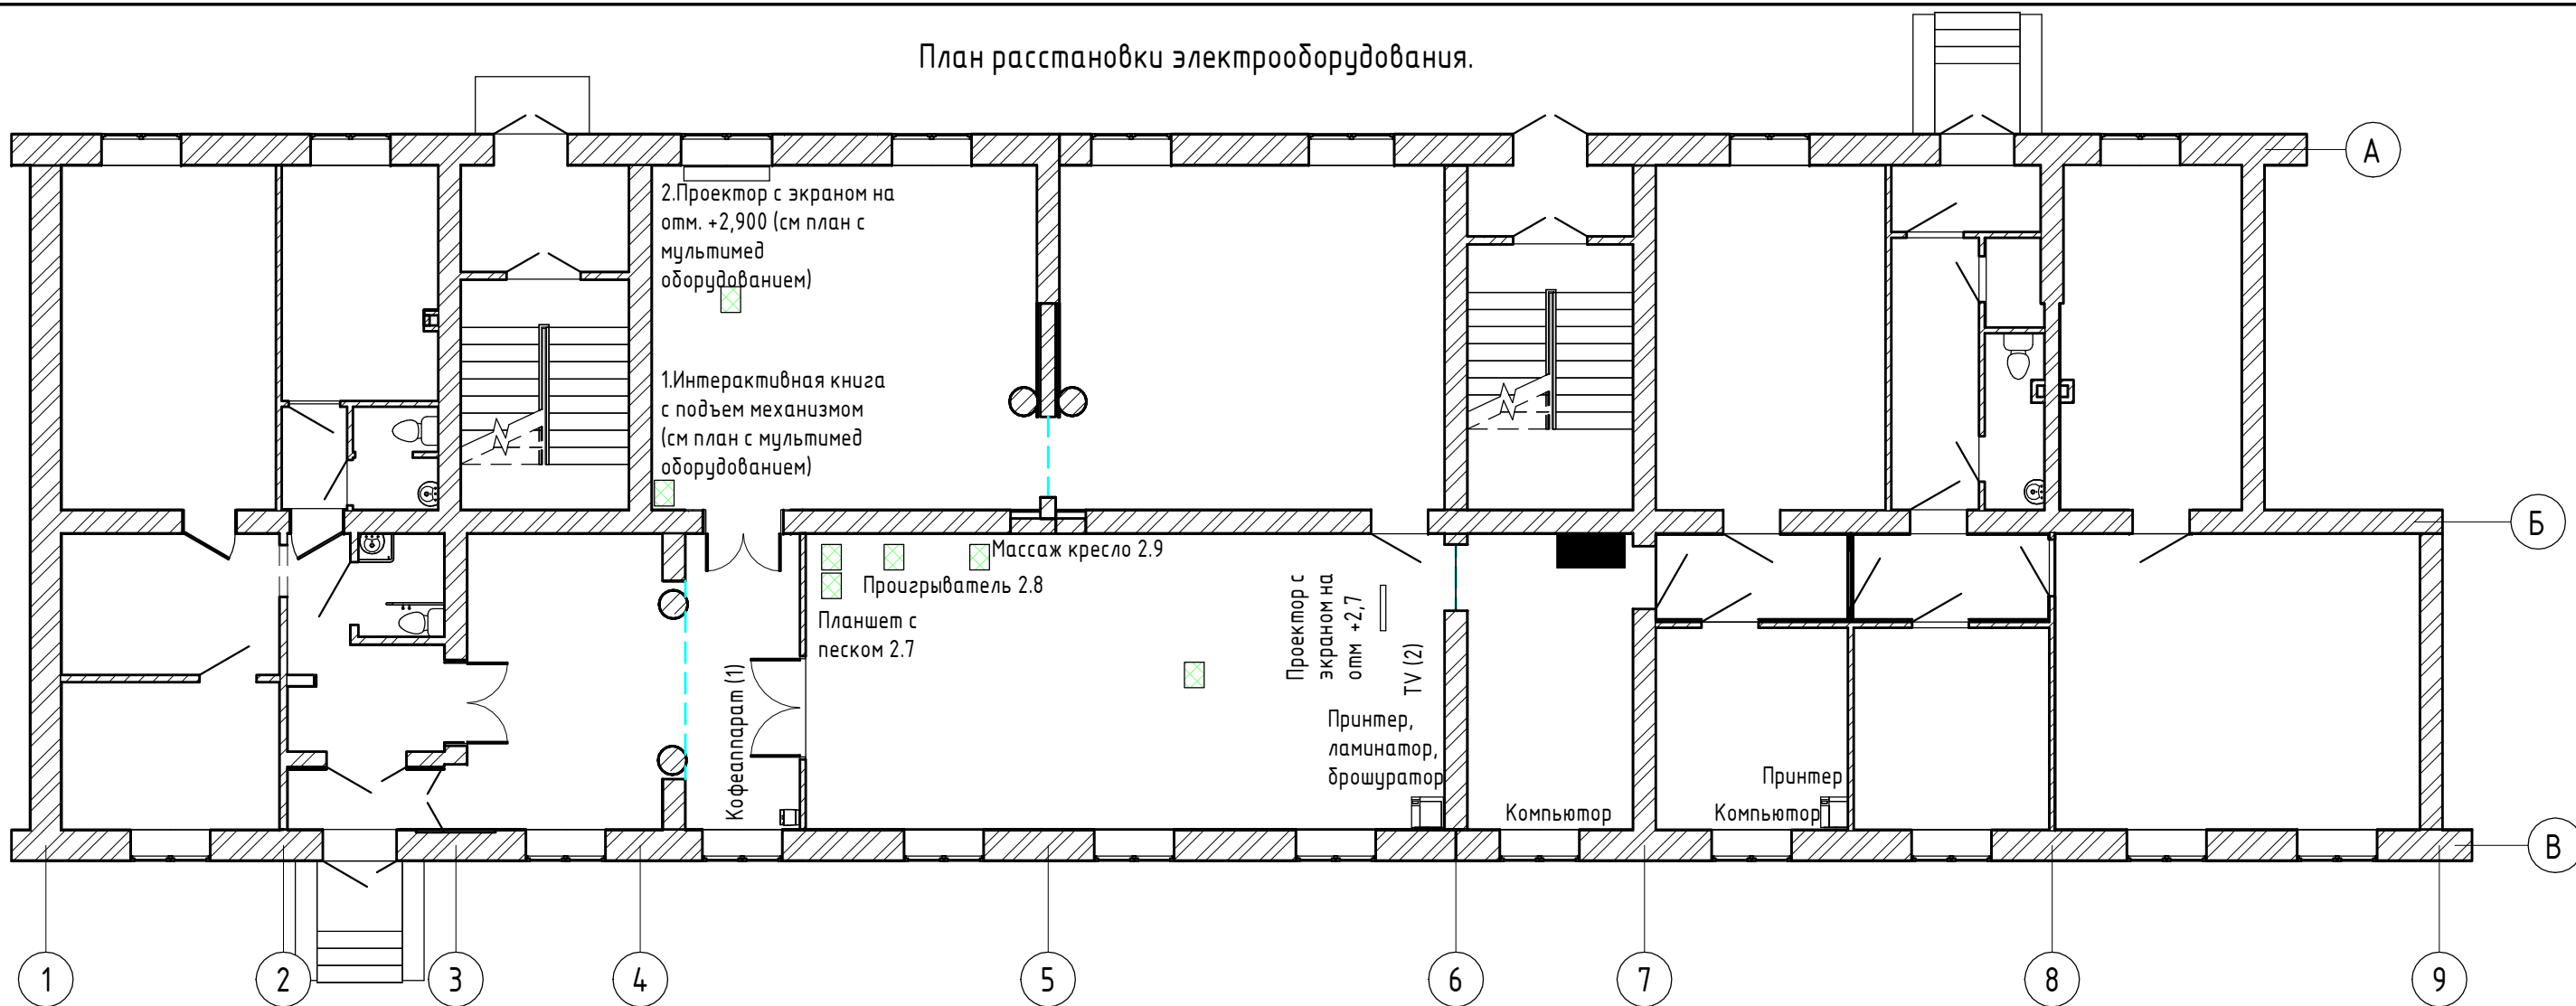 План расстановки электрооборудования.
А
2.Проектор с экраном на
отм. +2,900 (см план с
мультимед
оборудованием)
1.Интерактивная книга
с подъем механизмом
(см план с мультимед
оборудованием)
Б
Массаж кресло 2.9
Проигрыватель 2.8
Планшет с
песком 2.7
Проектор с
экраном на
отм +2,7
TV (2)
Кофеаппарат (1)
Принтер,
ламинатор,
брошуратор
Компьютор
Принтер
Компьютор
В
1
2
3
4
5
6
7
8
9